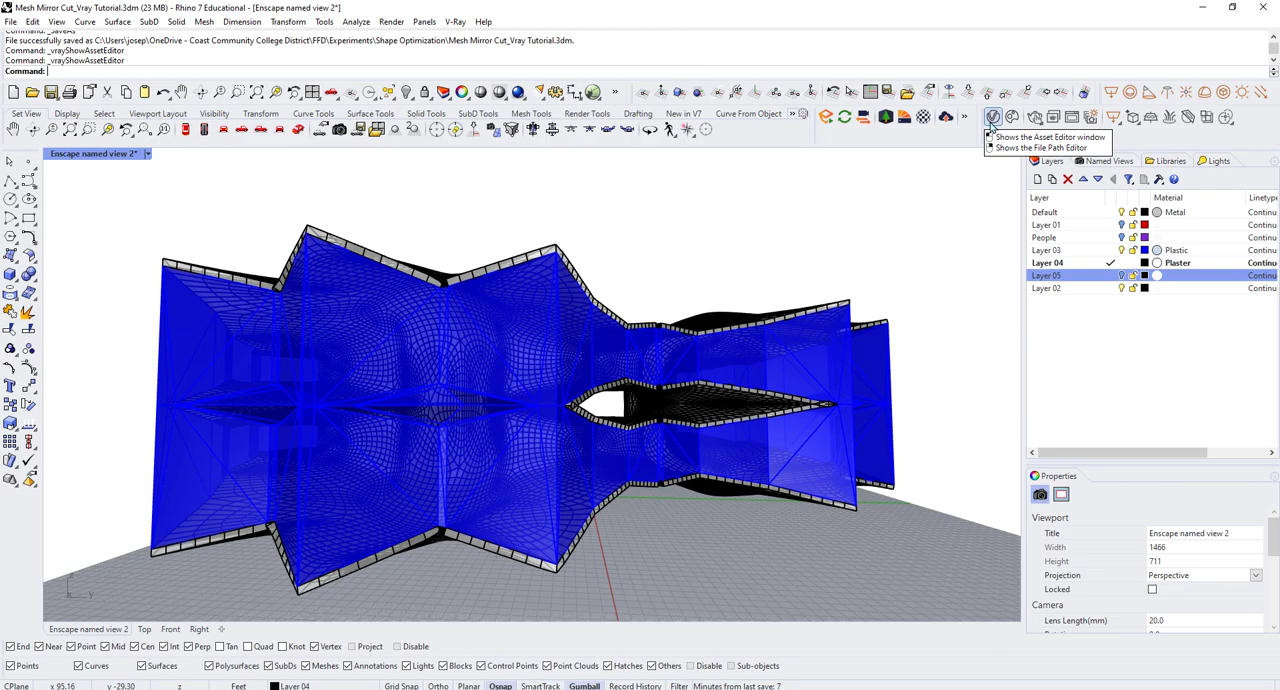 Mesh Mirror Cut_Vray Tutorial.3dm (23 MB) - Rhino 7 Educational - [Enscape named view 2*]
File Edit View Curve Surface SubD Solid Mesh Dimension Transform Tools Analyze Render Panels V-Ray Help
Command: _SaveAs
File successfully saved as C:\Users\josep\OneDrive - Coast Community College District\FFD\Experiments\Shape Optimization\Mesh Mirror Cut_Vray Tutorial.3dm.
Command: _vrayShowAssetEditor
Command: _vrayShowAssetEditor
Command:
Set View Display Select Viewport Layout Visibility Transform Curve Tools Surface Tools Solid Tools SubD Tools Mesh Tools Render Tools Drafting New in V7 Curve From Object
Shows the Asset Editor window
Shows the File Path Editor
Enscape named view 2*
Layers Named Views Libraries Lights
Layer Material Linetype
Default Metal Continu
Layer 01 Continu
People Continu
Layer 03 Plastic Continu
Layer 04 Plaster Continu
Layer 05 Continu
Layer 02 Continu
Properties
Viewport
Title Enscape named view 2
Width 1466
Height 711
Projection Perspective
Locked
Camera
Lens Length(mm) 20.0
z
y
Enscape named view 2 Top Front Right
End Near Point Mid Cen Int Perp Tan Quad Knot Vertex Project Disable
Points Curves Surfaces Polysurfaces SubDs Meshes Annotations Lights Blocks Control Points Point Clouds Hatches Others Disable Sub-objects
CPlane x 95.16 y -29.30 z Feet Layer 04 Grid Snap Ortho Planar Osnap SmartTrack Gumball Record History Filter Minutes from last save: 7